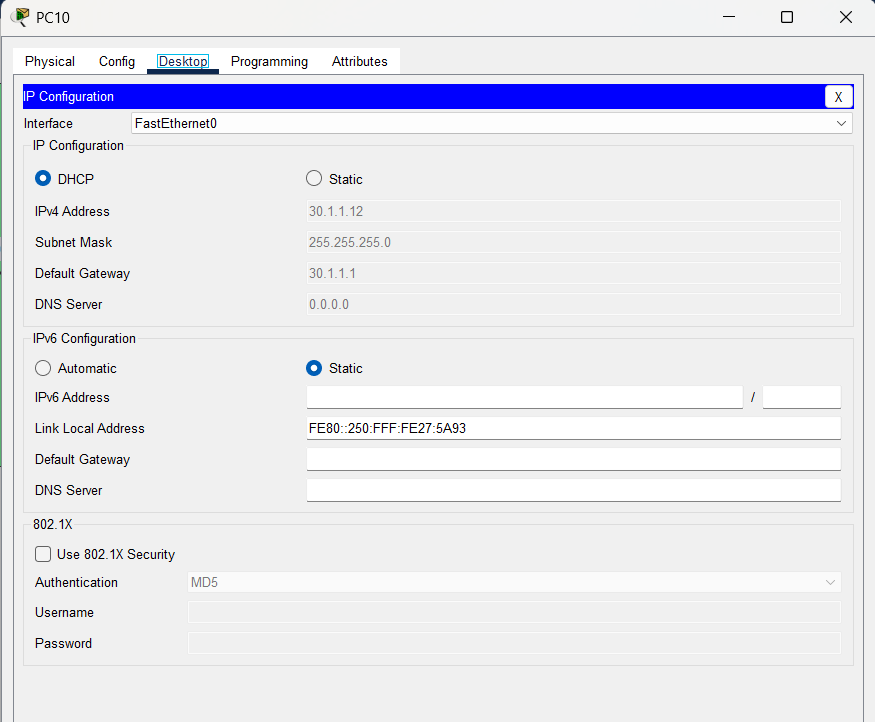 PC10
Physical Config Desktop Programming Attributes
IP Configuration X
Interface FastEthernet0
IP Configuration
DHCP Static
IPv4 Address 30.1.1.12
Subnet Mask 255.255.255.0
Default Gateway 30.1.1.1
DNS Server 0.0.0.0
IPv6 Configuration
Automatic Static
IPv6 Address /
Link Local Address FE80::250:FFF:FE27:5A93
Default Gateway
DNS Server
802.1X
Use 802.1X Security
Authentication MD5
Username
Password